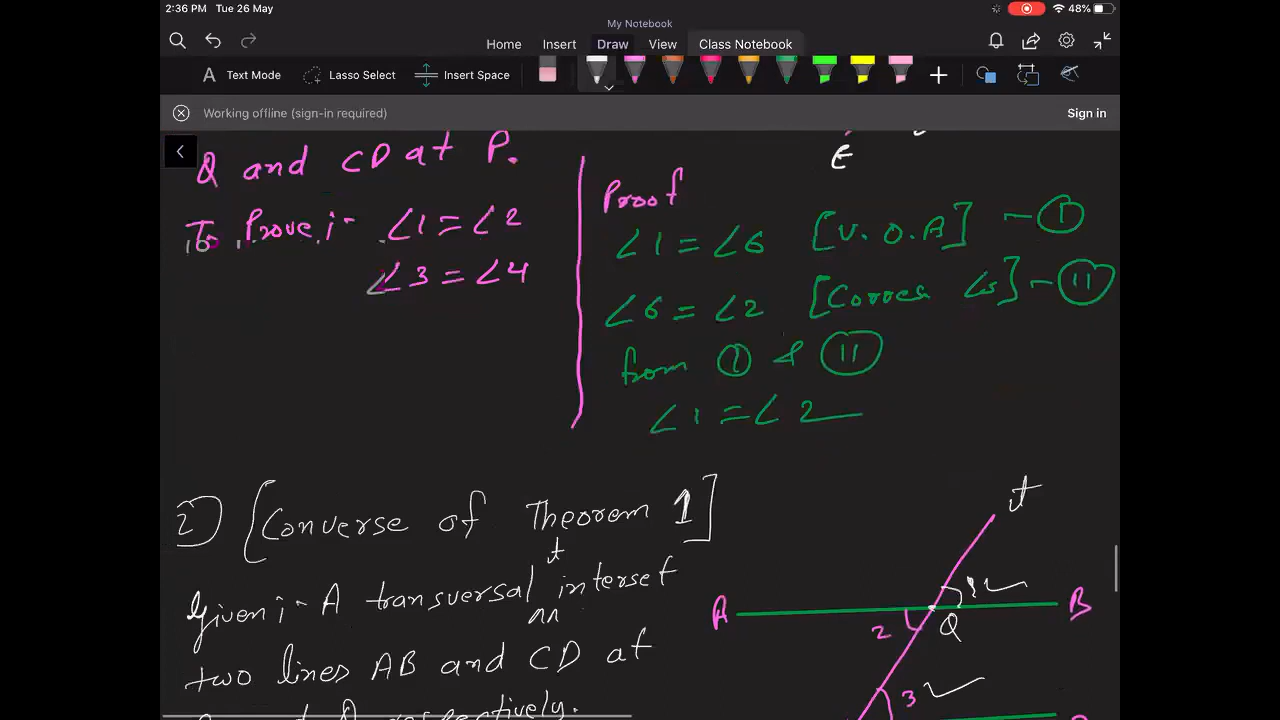 2:36 PM Tue 26 May
48%
My Notebook
Home Insert Draw View Class Notebook
Text Mode Lasso Select Insert Space
Working offline (sign-in required) Sign in
Q and CD at P.
To Prove :- ∠1 = ∠2
∠3 = ∠4
E
Proof
∠1 = ∠6 [V.O.A] - (I)
∠6 = ∠2 [Corres ∠s] - (II)
from (I) & (II)
∠1 = ∠2
2) [Converse of Theorem 1]
Given :- A transversal t interset
two lines AB and CD at
respectively.
t
1
A B
2 Q
3